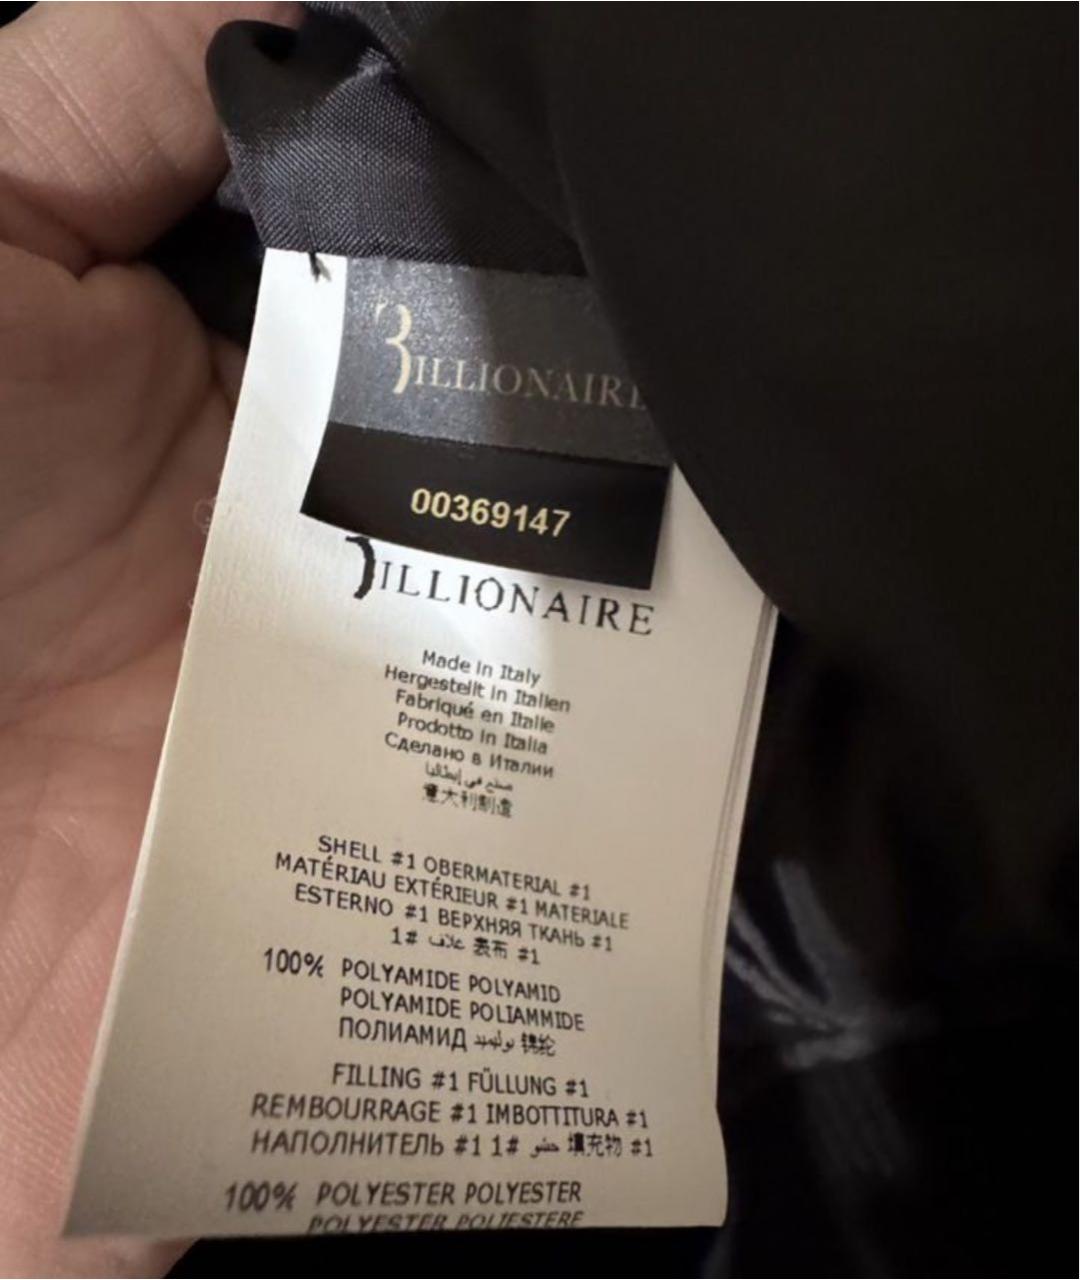 BILLIONAIRE
00369147
BILLIONAIRE
Made in Italy
Hergestellt in Italien
Fabriqué en Italie
Prodotto in Italia
Сделано в Италии
صنع في إيطاليا
意大利制造
SHELL #1 OBERMATERIAL #1
MATÉRIAU EXTÉRIEUR #1 MATERIALE
ESTERNO #1 ВЕРХНЯЯ ТКАНЬ #1
1# غلاف 表布 #1
100% POLYAMIDE POLYAMID
POLYAMIDE POLIAMMIDE
ПОЛИАМИД بوليميد 锦纶
FILLING #1 FÜLLUNG #1
REMBOURRAGE #1 IMBOTTITURA #1
НАПОЛНИТЕЛЬ #1 1# حشو 填充物 #1
100% POLYESTER POLYESTER
POLYESTER POLIESTERE